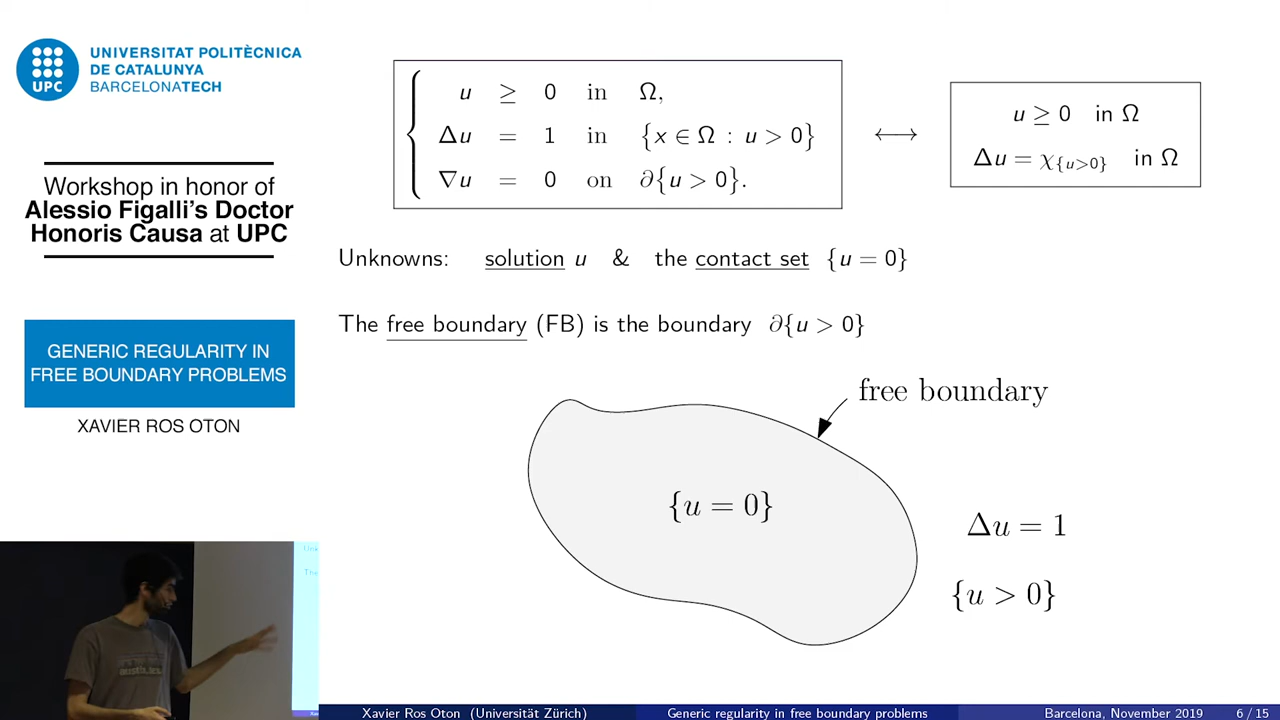 UPC
UNIVERSITAT POLITÈCNICA
DE CATALUNYA
BARCELONATECH
Workshop in honor of
Alessio Figalli's Doctor
Honoris Causa at UPC
GENERIC REGULARITY IN
FREE BOUNDARY PROBLEMS
XAVIER ROS OTON
u ≥ 0 in Ω,
Δu = 1 in {x ∈ Ω : u > 0}
∇u = 0 on ∂{u > 0}.
⟷
u ≥ 0 in Ω
Δu = χ_{u>0} in Ω
Unknowns: solution u & the contact set {u = 0}
The free boundary (FB) is the boundary ∂{u > 0}
free boundary
{u = 0}
Δu = 1
{u > 0}
Xavier Ros Oton (Universität Zürich) Generic regularity in free boundary problems Barcelona, November 2019 6 / 15